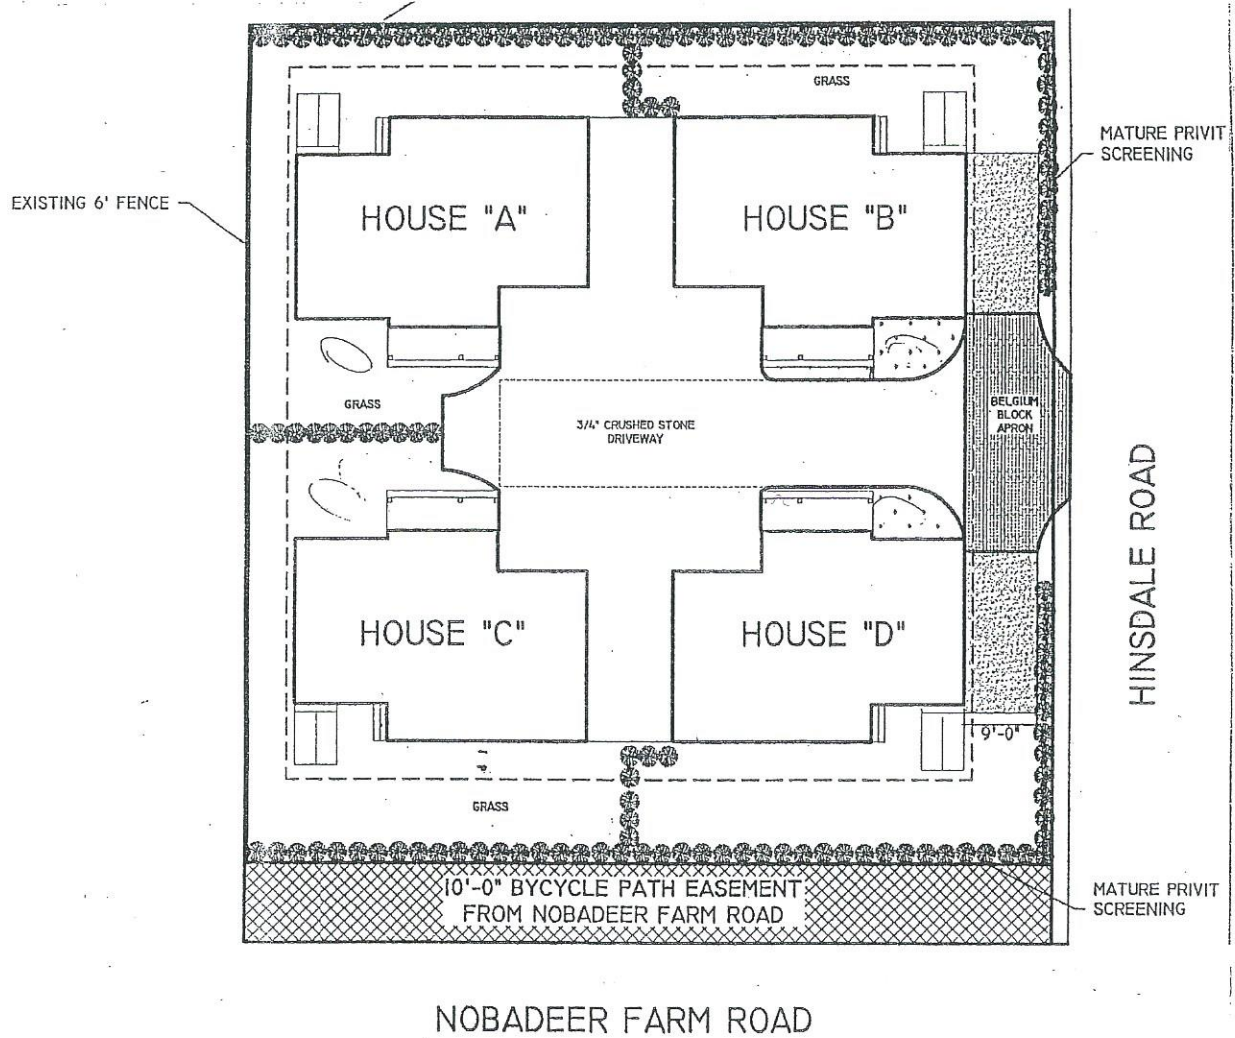 GRASS
MATURE PRIVIT
SCREENING
EXISTING 6' FENCE
HOUSE "A"
HOUSE "B"
GRASS
3/4" CRUSHED STONE
DRIVEWAY
BELGIUM
BLOCK
APRON
HINSDALE ROAD
HOUSE "C"
HOUSE "D"
9'-0"
GRASS
10'-0" BYCYCLE PATH EASEMENT
FROM NOBADEER FARM ROAD
MATURE PRIVIT
SCREENING
NOBADEER FARM ROAD